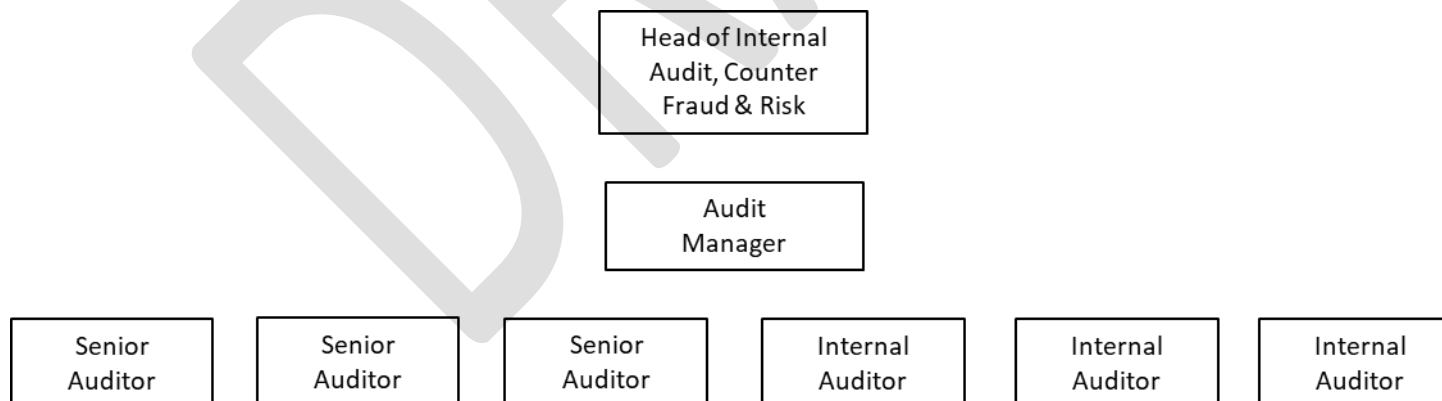 Head of Internal
Audit, Counter
Fraud & Risk
Audit
Manager
Senior
Auditor
Senior
Auditor
Senior
Auditor
Internal
Auditor
Internal
Auditor
Internal
Auditor